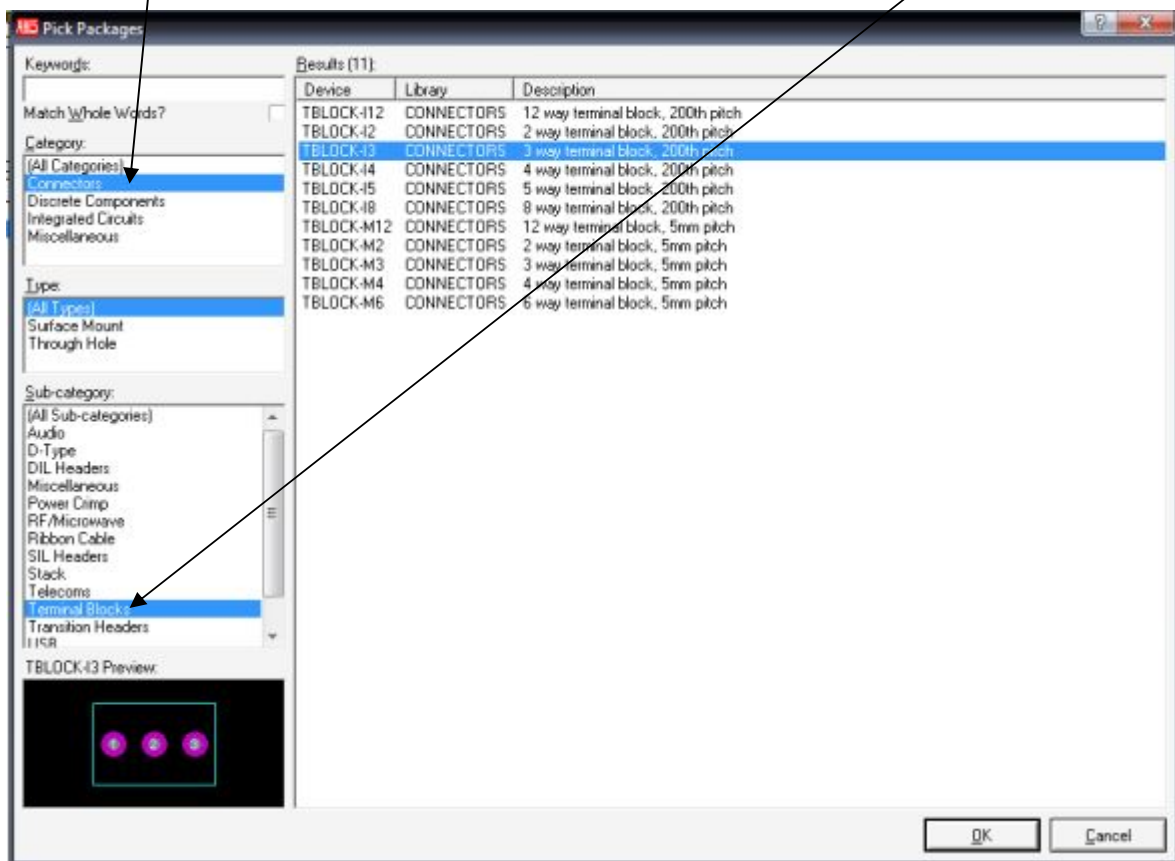 Pick Packages
Keywords:
Match Whole Words?
Category:
(All Categories)
Connectors
Discrete Components
Integrated Circuits
Miscellaneous
Type:
(All Types)
Surface Mount
Through Hole
Sub-category:
(All Sub-categories)
Audio
D-Type
DIL Headers
Miscellaneous
Power Crimp
RF/Microwave
Ribbon Cable
SIL Headers
Stack
Telecoms
Terminal Blocks
Transition Headers
USB
TBLOCK-I3 Preview:
1 2 3
Results (11):
Device Library Description
TBLOCK-I12 CONNECTORS 12 way terminal block, 200th pitch
TBLOCK-I2 CONNECTORS 2 way terminal block, 200th pitch
TBLOCK-I3 CONNECTORS 3 way terminal block, 200th pitch
TBLOCK-I4 CONNECTORS 4 way terminal block, 200th pitch
TBLOCK-I5 CONNECTORS 5 way terminal block, 200th pitch
TBLOCK-I8 CONNECTORS 8 way terminal block, 200th pitch
TBLOCK-M12 CONNECTORS 12 way terminal block, 5mm pitch
TBLOCK-M2 CONNECTORS 2 way terminal block, 5mm pitch
TBLOCK-M3 CONNECTORS 3 way terminal block, 5mm pitch
TBLOCK-M4 CONNECTORS 4 way terminal block, 5mm pitch
TBLOCK-M6 CONNECTORS 6 way terminal block, 5mm pitch
OK Cancel